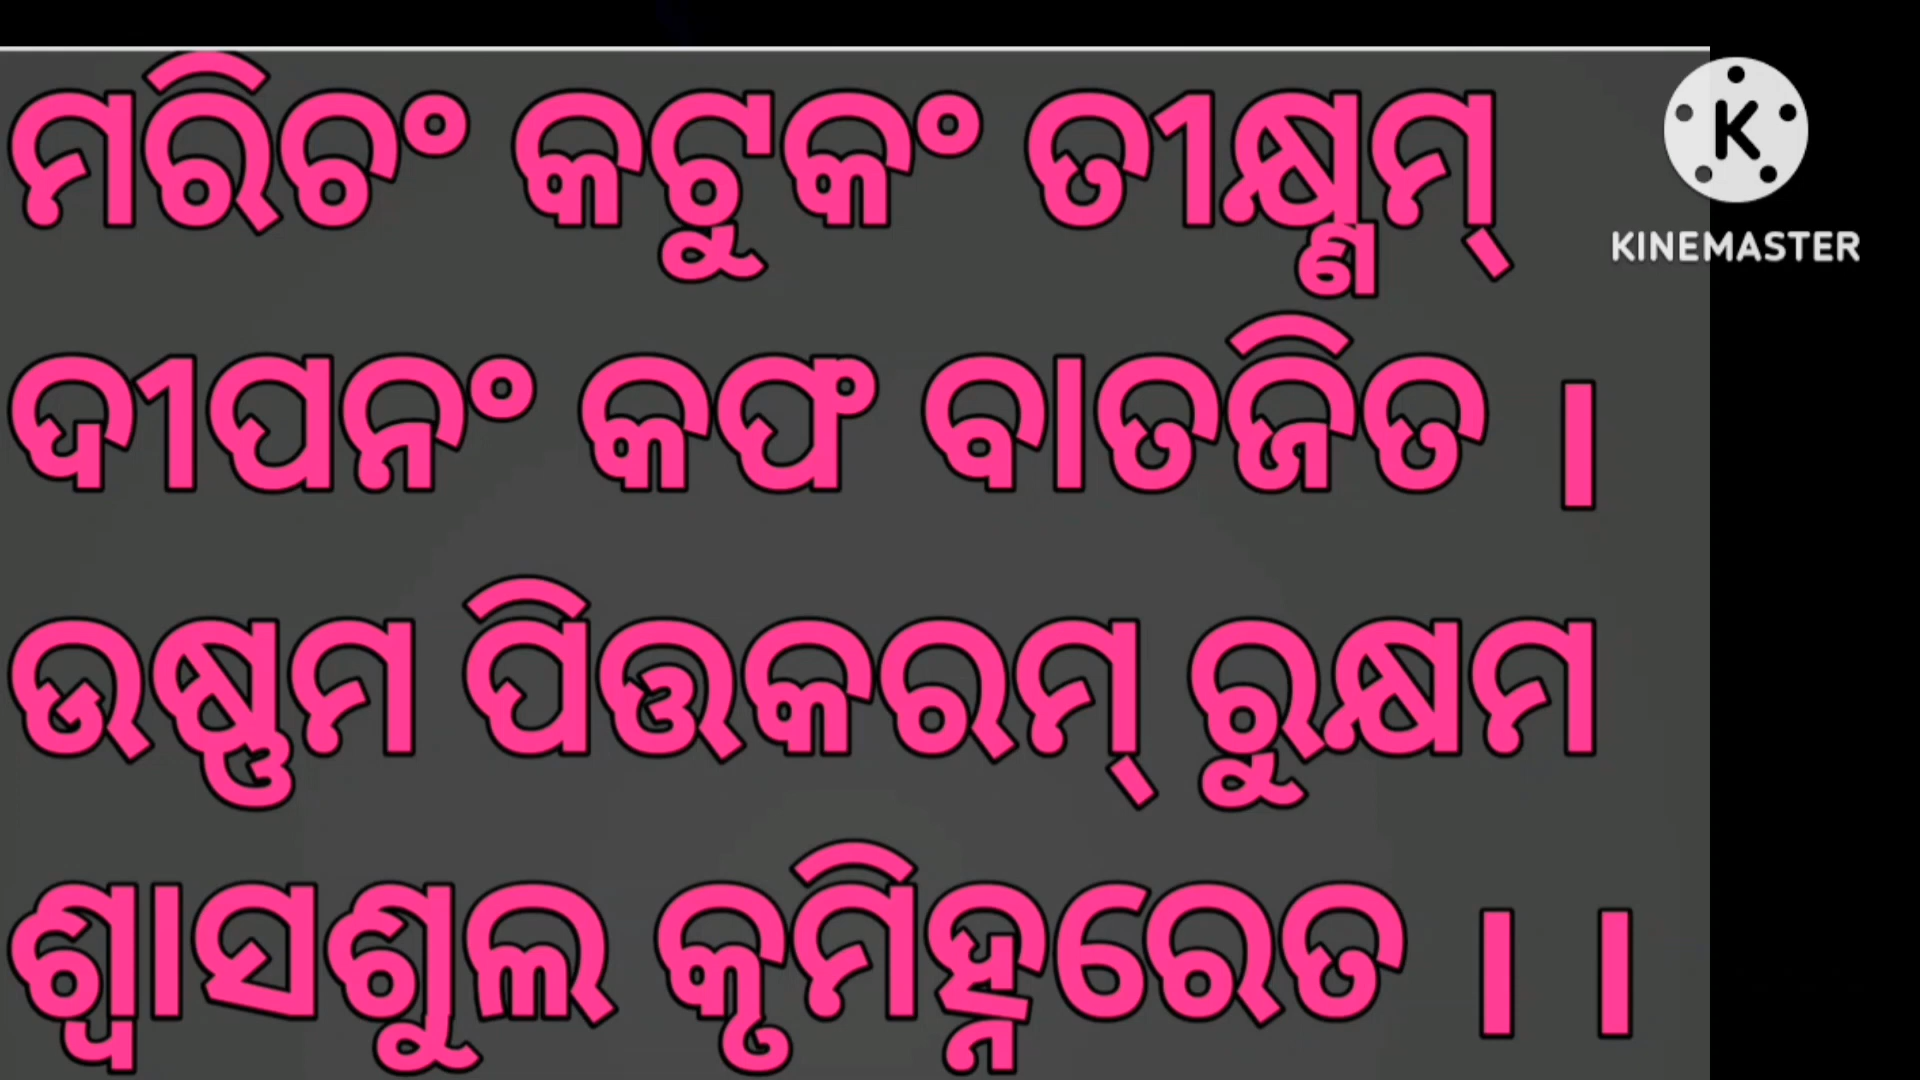 ମରିଚଂ କଟୁକଂ ତୀକ୍ଷ୍ଣମ୍
ଦୀପନଂ କଫ ବାତଜିତ ।
ଉଷ୍ଣମ ପିତ୍ତକରମ୍ ରୁକ୍ଷମ
ଶ୍ୱାସଶୁଲ କୃମିହ୍ନରେତ । ।
K
KINEMASTER